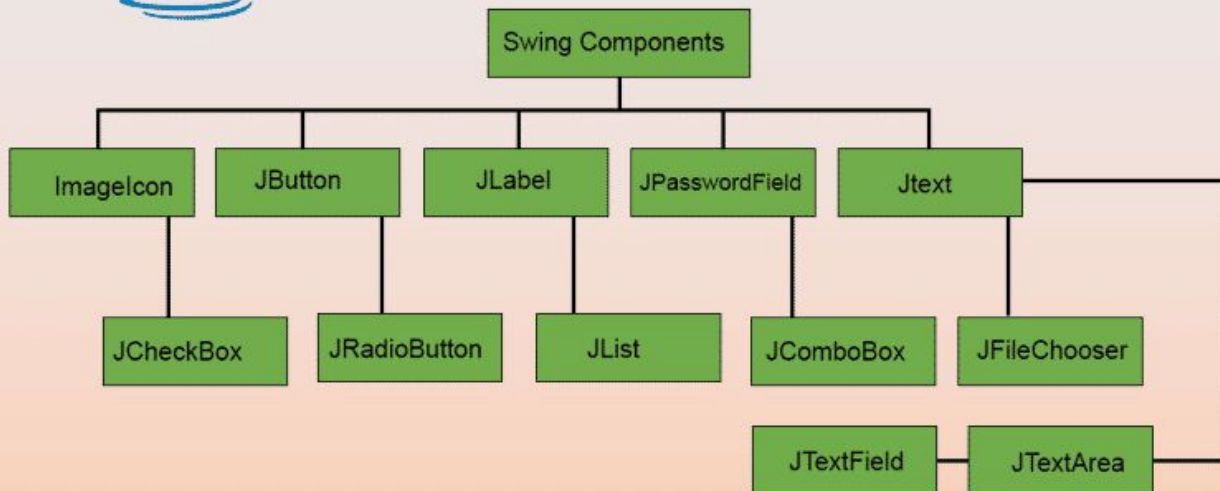 Swing Components
ImageIcon
JButton
JLabel
JPasswordField
Jtext
JCheckBox
JRadioButton
JList
JComboBox
JFileChooser
JTextField
JTextArea